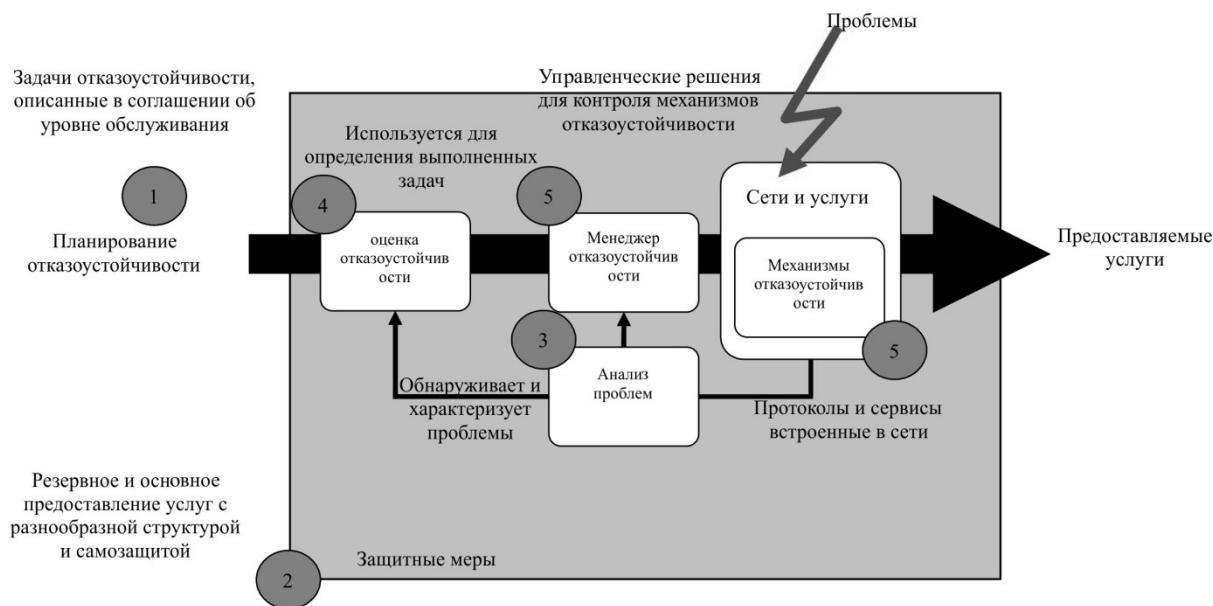 Проблемы
Задачи отказоустойчивости,
описанные в соглашении об
уровне обслуживания
Управленческие решения
для контроля механизмов
отказоустойчивости
Используется для
определения выполненных
задач
1
4
5
Сети и услуги
Планирование
отказоустойчивости
оценка
отказоустойчив
ости
Менеджер
отказоустойчив
ости
Механизмы
отказоустойчив
ости
Предоставляемые
услуги
3
5
Обнаруживает и
характеризует
проблемы
Анализ
проблем
Протоколы и сервисы
встроенные в сети
Резервное и основное
предоставление услуг с
разнообразной структурой
и самозащитой
2
Защитные меры